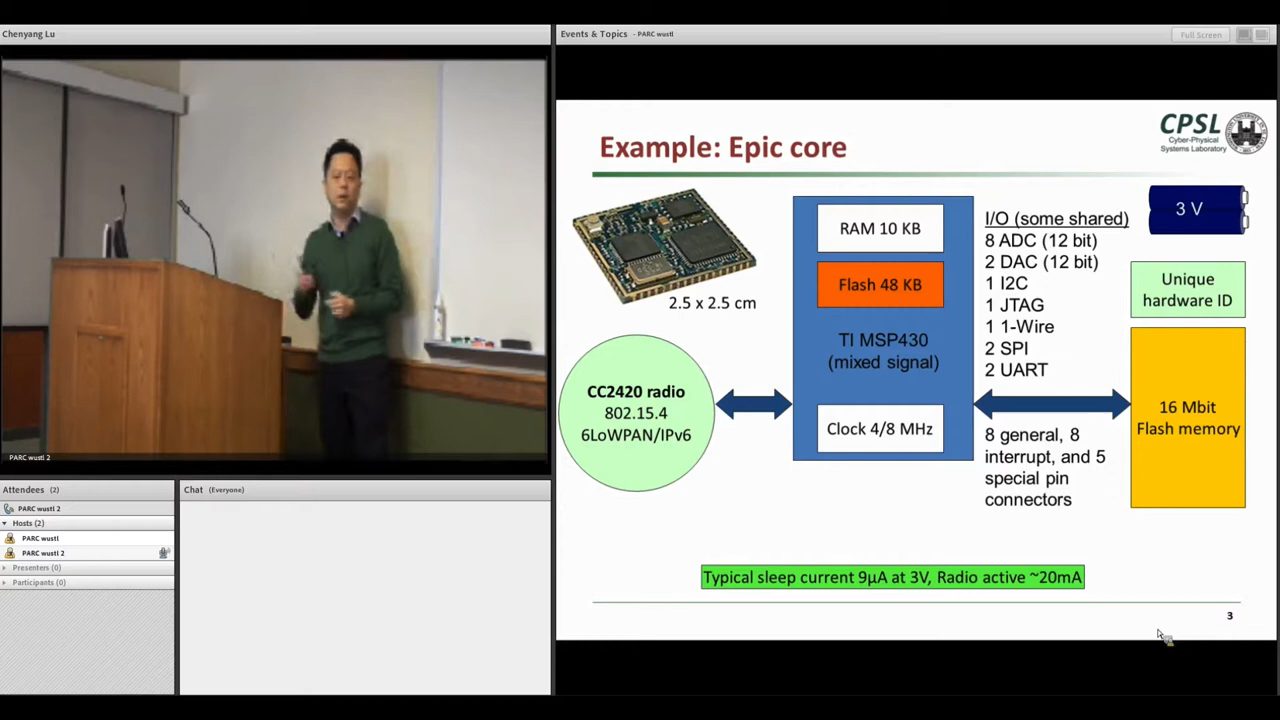 Chenyang Lu
PARC wustl 2
Attendees (2)
PARC wustl 2
Hosts (2)
PARC wustl
PARC wustl 2
Presenters (0)
Participants (0)
Chat (Everyone)
Events & Topics - PARC wustl
Full Screen
Example: Epic core
CPSL
Cyber-Physical
Systems Laboratory
2.5 x 2.5 cm
CC2420 radio
802.15.4
6LoWPAN/IPv6
RAM 10 KB
Flash 48 KB
TI MSP430
(mixed signal)
Clock 4/8 MHz
I/O (some shared)
8 ADC (12 bit)
2 DAC (12 bit)
1 I2C
1 JTAG
1 1-Wire
2 SPI
2 UART
8 general, 8
interrupt, and 5
special pin
connectors
3 V
Unique
hardware ID
16 Mbit
Flash memory
Typical sleep current 9µA at 3V, Radio active ~20mA
3